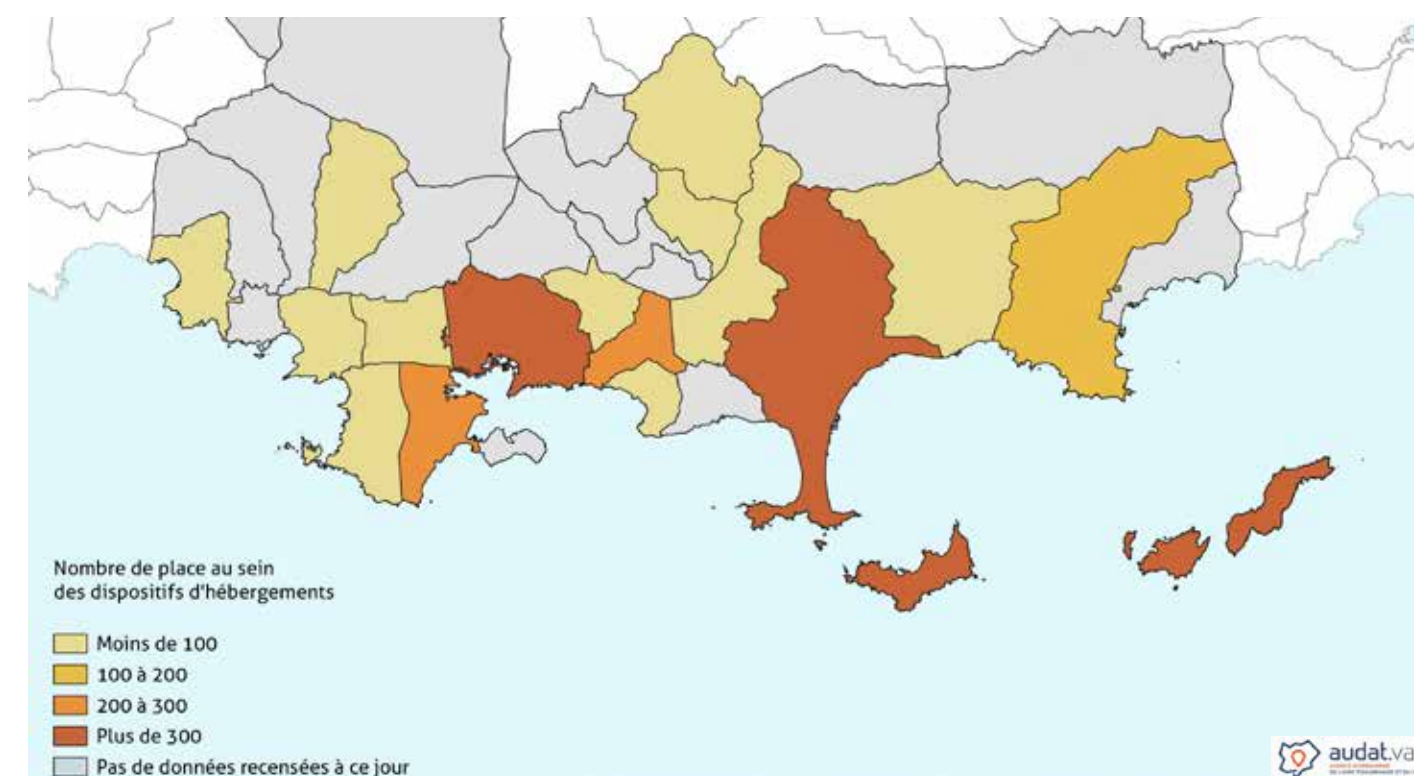 Nombre de place au sein
des dispositifs d'hébergements
Moins de 100
100 à 200
200 à 300
Plus de 300
Pas de données recensées à ce jour
audat.va